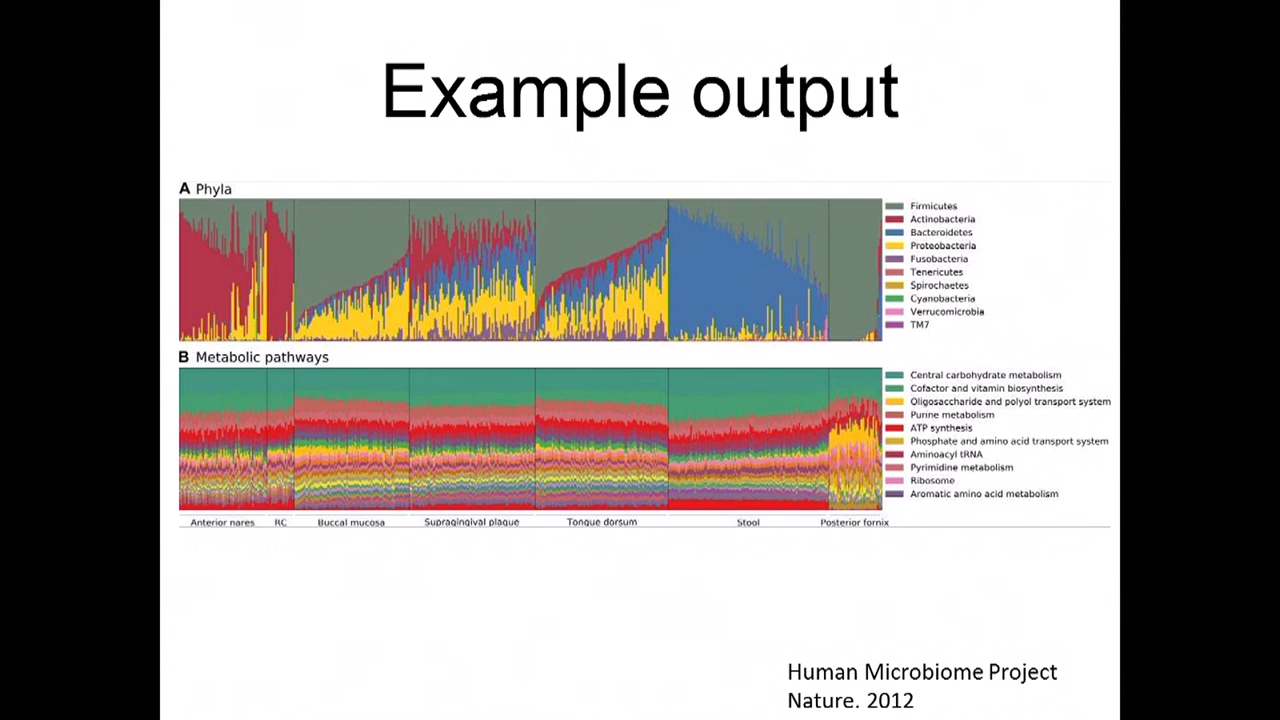 Example output
A Phyla
Firmicutes
Actinobacteria
Bacteroidetes
Proteobacteria
Fusobacteria
Tenericutes
Spirochaetes
Cyanobacteria
Verrucomicrobia
TM7
B Metabolic pathways
Central carbohydrate metabolism
Cofactor and vitamin biosynthesis
Oligosaccharide and polyol transport system
Purine metabolism
ATP synthesis
Phosphate and amino acid transport system
Aminoacyl tRNA
Pyrimidine metabolism
Ribosome
Aromatic amino acid metabolism
Anterior nares RC Buccal mucosa Supragingival plaque Tongue dorsum Stool Posterior fornix
Human Microbiome Project
Nature. 2012